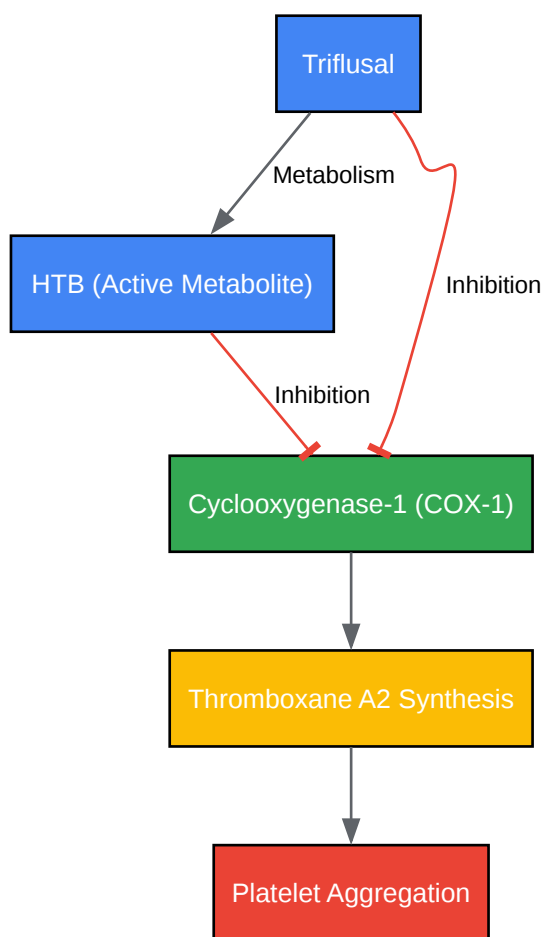 Triflusal
Metabolism
HTB (Active Metabolite)
Inhibition
Inhibition
Cyclooxygenase-1 (COX-1)
Thromboxane A2 Synthesis
Platelet Aggregation